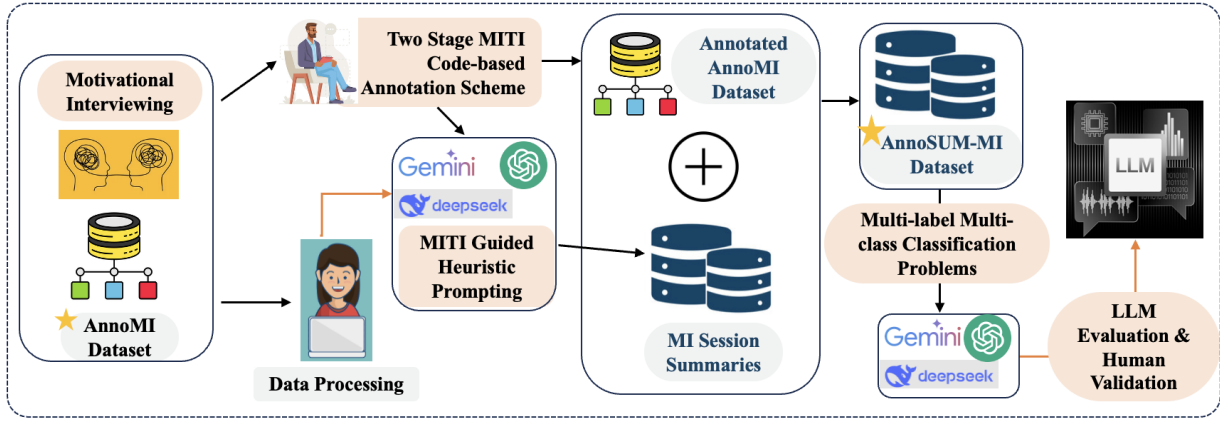 Motivational
Interviewing
AnnoMI
Dataset
Two Stage MITI
Code-based
Annotation Scheme
Gemini
deepseek
MITI Guided
Heuristic
Prompting
Data Processing
Annotated
AnnoMI
Dataset
MI Session
Summaries
AnnoSUM-MI
Dataset
Multi-label Multi-
class Classification
Problems
Gemini
deepseek
LLM
Evaluation &
Human
Validation
LLM